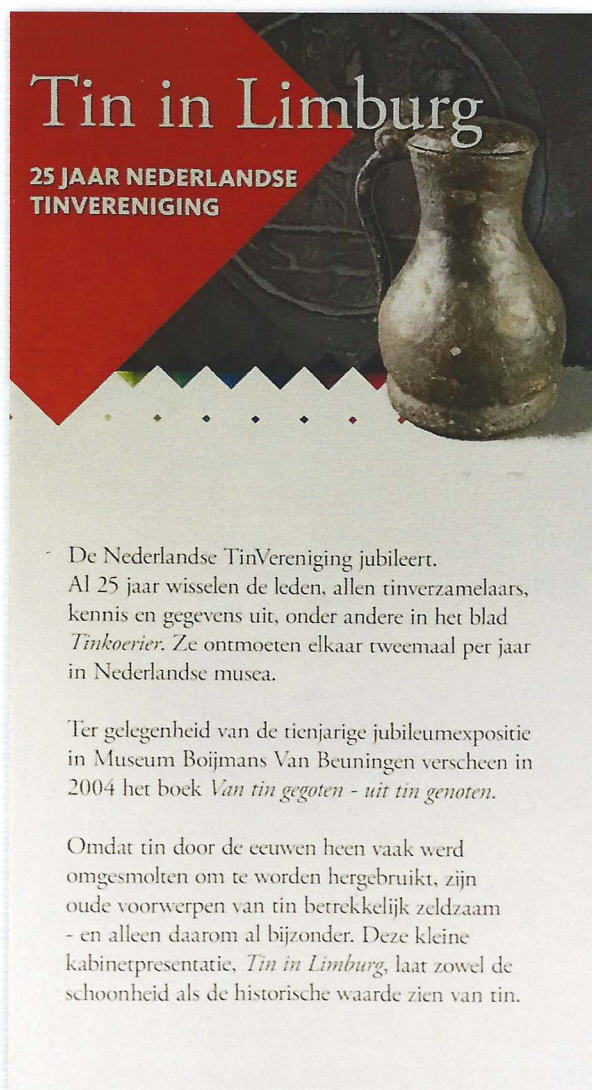 Tin in Limburg
25 JAAR NEDERLANDSE
TINVERENIGING
De Nederlandse TinVereniging jubileert.
Al 25 jaar wisselen de leden, allen tinverzamelaars,
kennis en gegevens uit, onder andere in het blad
Tinkoerier. Ze ontmoeten elkaar tweemaal per jaar
in Nederlandse musea.
Ter gelegenheid van de tienjarige jubileumexpositie
in Museum Boijmans Van Beuningen verscheen in
2004 het boek Van tin gegoten - uit tin genoten.
Omdat tin door de eeuwen heen vaak werd
omgesmolten om te worden hergebruikt, zijn
oude voorwerpen van tin betrekkelijk zeldzaam
- en alleen daarom al bijzonder. Deze kleine
kabinetpresentatie, Tin in Limburg, laat zowel de
schoonheid als de historische waarde zien van tin.